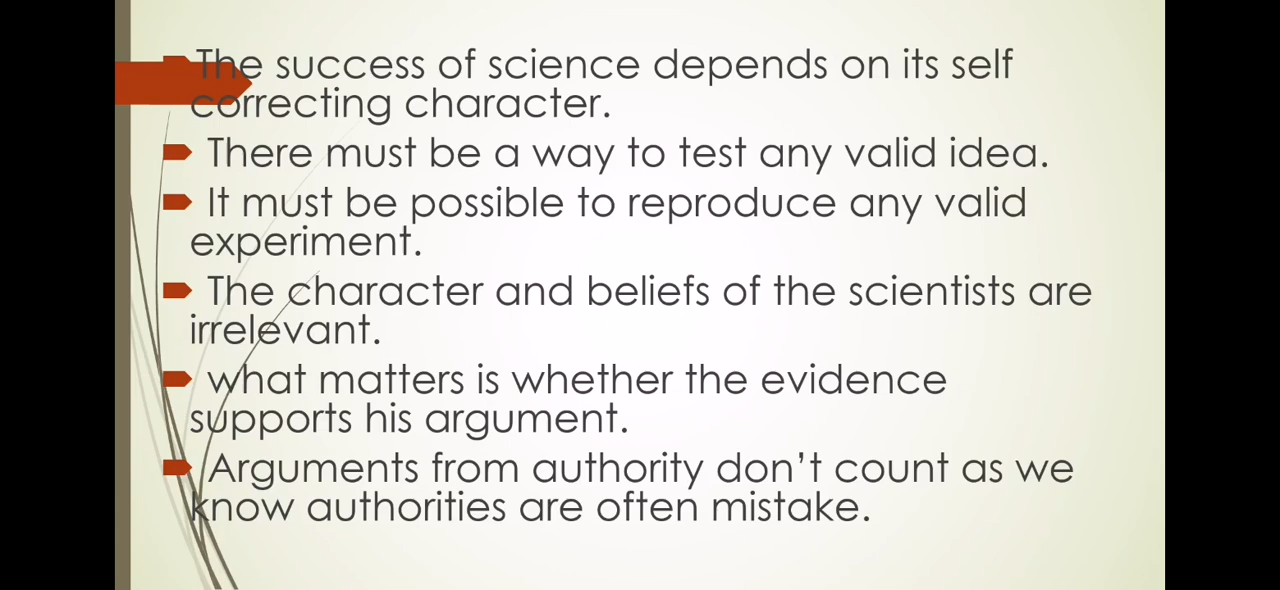 The success of science depends on its self
correcting character.
There must be a way to test any valid idea.
It must be possible to reproduce any valid
experiment.
The character and beliefs of the scientists are
irrelevant.
what matters is whether the evidence
supports his argument.
Arguments from authority don’t count as we
know authorities are often mistake.